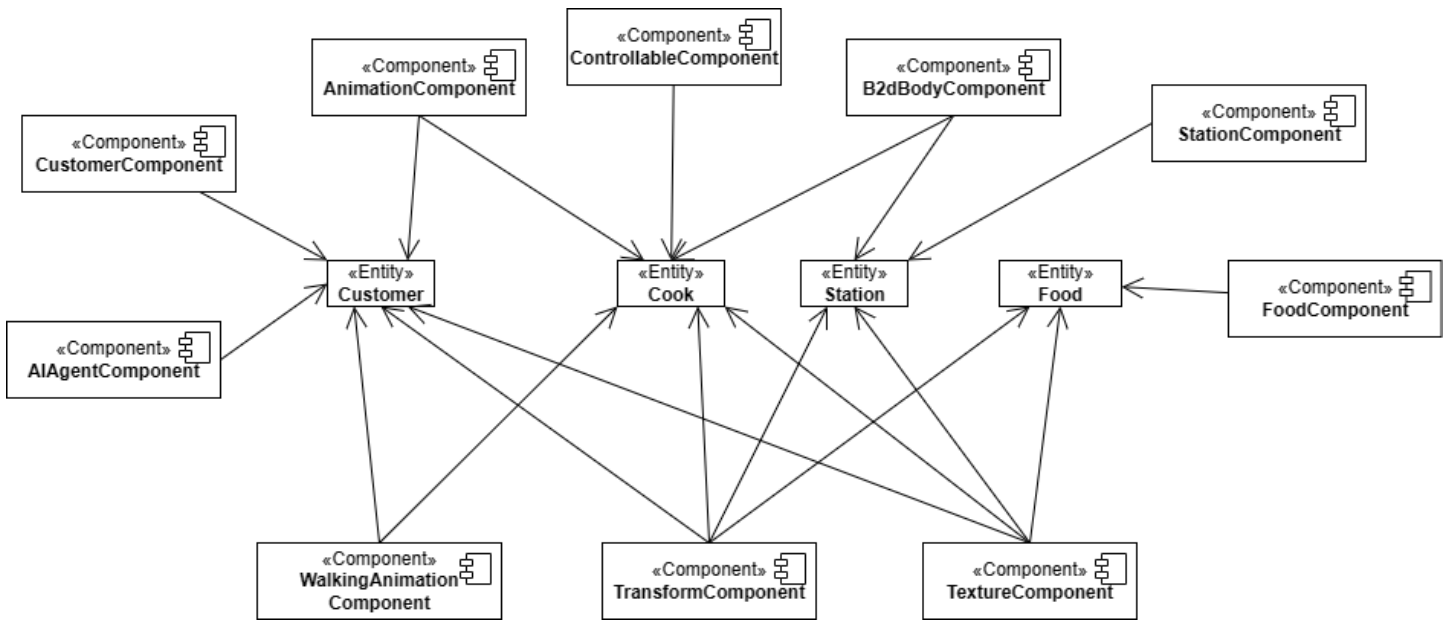 «Component»
ControllableComponent
«Component»
AnimationComponent
«Component»
B2dBodyComponent
«Component»
StationComponent
«Component»
CustomerComponent
«Entity»
Customer
«Entity»
Cook
«Entity»
Station
«Entity»
Food
«Component»
FoodComponent
«Component»
AIAgentComponent
«Component»
WalkingAnimation
Component
«Component»
TransformComponent
«Component»
TextureComponent